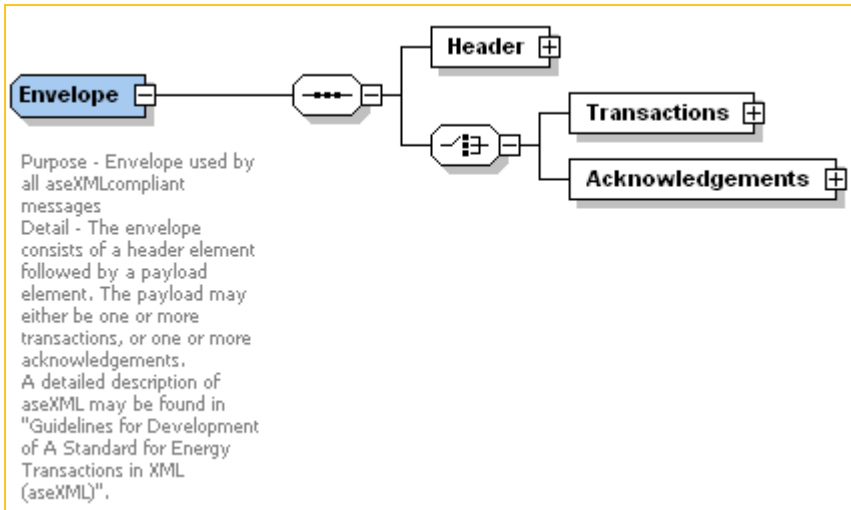 Header
Envelope
Transactions
Acknowledgements
Purpose - Envelope used by
all aseXMLcompliant
messages
Detail - The envelope
consists of a header element
followed by a payload
element. The payload may
either be one or more
transactions, or one or more
acknowledgements.
A detailed description of
aseXML may be found in
"Guidelines for Development
of A Standard for Energy
Transactions in XML
(aseXML)".